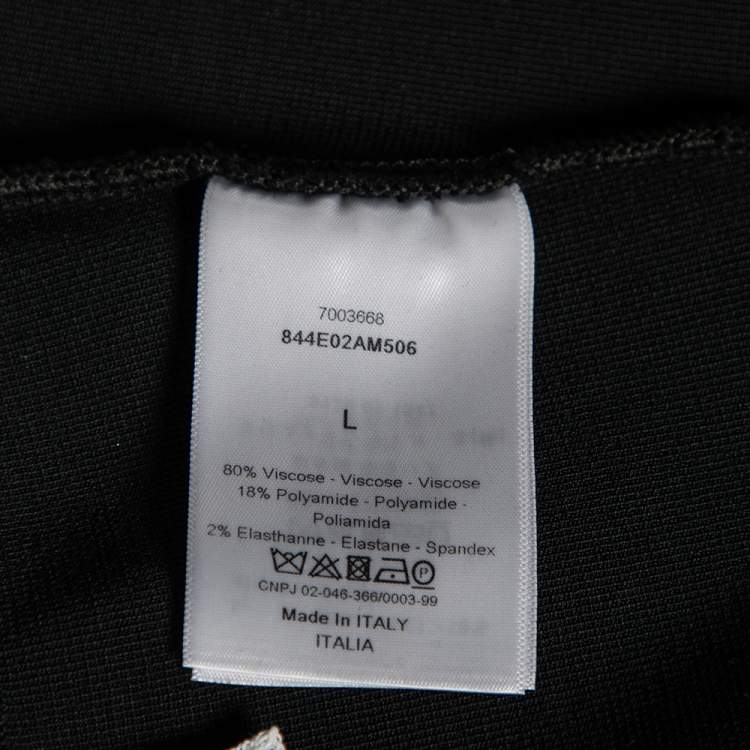 7003668
844E02AM506
L
80% Viscose - Viscose - Viscose
18% Polyamide - Polyamide -
Poliamida
2% Elasthanne - Elastane - Spandex
P
CNPJ 02-046-366/0003-99
Made In ITALY
ITALIA